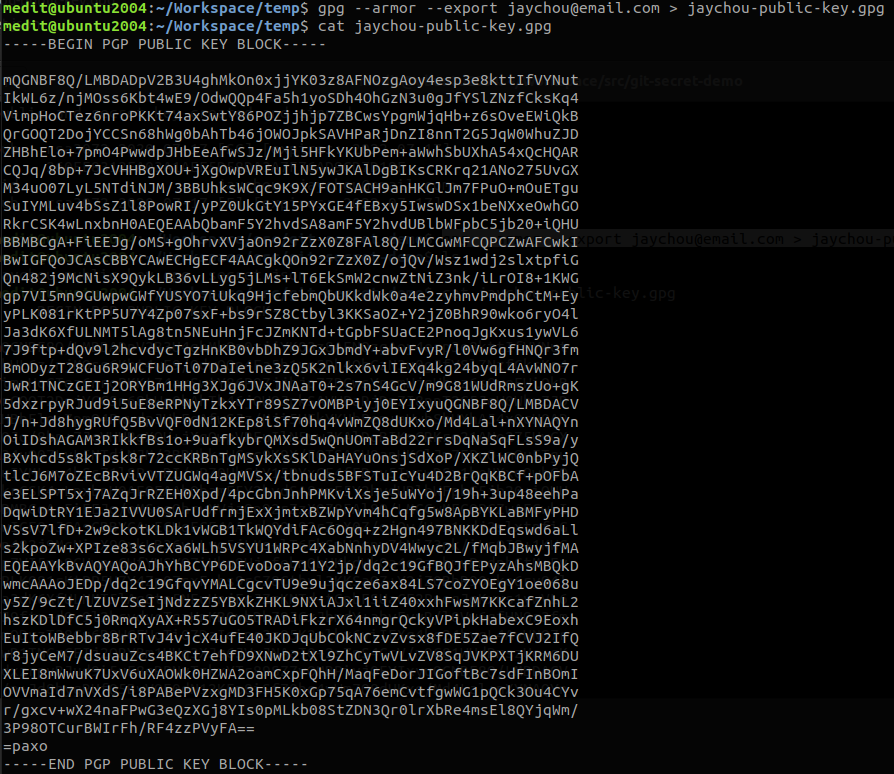 medit@ubuntu2004:~/Workspace/temp$ gpg --armor --export jaychou@email.com > jaychou-public-key.gpg
medit@ubuntu2004:~/Workspace/temp$ cat jaychou-public-key.gpg
-----BEGIN PGP PUBLIC KEY BLOCK-----
mQGNBF8Q/LMBDADpV2B3U4ghMkOn0xjjYK03z8AFNOzgAoy4esp3e8kttIfVYNut
IkWL6z/njMOss6Kbt4wE9/OdwQQp4Fa5h1yoSDh4OhGzN3u0gJfYSlZNzfCksKq4
VimpHoCTez6nroPKKt74axSwtY86POZjjhjp7ZBCwsYpgmWjqHb+z6sOveEWiQkB
QrGOQT2DojYCCSn68hWg0bAhTb46jOWOJpkSAVHPaRjDnZI8nnT2G5JqW0WhuZJD
ZHBhElo+7pmO4PwwdpJHbEeAfwSJz/Mji5HFkYKUbPem+aWwhSbUXhA54xQcHQAR
CQJq/8bp+7JcVHHBgXOU+jXgOwpVREuIlN5ywJKAlDgBIKsCRKrq21ANo275UvGX
M34uO07LyL5NTdiNJM/3BBUhksWCqc9K9X/FOTSACH9anHKGlJm7FPuO+mOuETgu
SuIYMLuv4bSsZ1l8PowRI/yPZ0UkGtY15PYxGE4fEBxy5IwswDSx1beNXxeOwhGO
RkrCSK4wLnxbnH0AEQEAAbQbamF5Y2hvdSA8amF5Y2hvdUBlbWFpbC5jb20+iQHU
BBMBCgA+FiEEJg/oMS+gOhrvXVjaOn92rZzX0Z8FAl8Q/LMCGwMFCQPCZwAFCwkI
BwIGFQoJCAsCBBYCAwECHgECF4AACgkQOn92rZzX0Z/ojQv/Wsz1wdj2slxtpfiG
Qn482j9McNisX9QykLB36vLLyg5jLMs+lT6EkSmW2cnwZtNiZ3nk/iLrOI8+1KWG
gp7VI5mn9GUwpwGWfYUSYO7iUkq9HjcfebmQbUKkdWk0a4e2zyhmvPmdphCtM+Ey
yPLK081rKtPP5U7Y4Zp07sxF+bs9rSZ8Ctbyl3KKSaOZ+Y2jZ0BhR90wko6ryO4l
Ja3dK6XfULNMT5lAg8tn5NEuHnjFcJZmKNTd+tGpbFSUaCE2PnoqJgKxus1ywVL6
7J9ftp+dQv9l2hcvdycTgzHnKB0vbDhZ9JGxJbmdY+abvFvyR/l0Vw6gfHNQr3fm
BmODyzT28Gu6R9WCFUoTi07DaIeine3zQ5K2nlkx6viIEXq4kg24byqL4AvWNO7r
JwR1TNCzGEIj2ORYBm1HHg3XJg6JVxJNAaT0+2s7nS4GcV/m9G81WUdRmszUo+gK
5dxzrpyRJud9i5uE8eRPNyTzkxYTr89SZ7vOMBPiyj0EYIxyuQGNBF8Q/LMBDACV
J/n+Jd8hygRUfQ5BvVQF0dN12KEp8iSf70hq4vWmZQ8dUKxo/Md4Lal+nXYNAQYn
OiIDshAGAM3RIkkfBs1o+9uafkybrQMXsd5wQnUOmTaBd22rrsDqNaSqFLsS9a/y
BXvhcd5s8kTpsk8r72ccKRBnTgMSykXsSKlDaHAYuOnsjSdXoP/XKZlWC0nbPyjQ
tlcJ6M7oZEcBRvivVTZUGWq4agMVSx/tbnuds5BFSTuIcYu4D2BrQqKBCf+pOFbA
e3ELSPT5xj7AZqJrRZEH0Xpd/4pcGbnJnhPMKviXsje5uWYoj/19h+3up48eehPa
DqwiDtRY1EJa2IVVU0SArUdfrmjExXjmtxBZWpYvm4hCqfg5w8ApBYKLaBMFyPHD
VSsV7lfD+2w9ckotKLDk1vWGB1TkWQYdiFAc6Ogq+z2Hgn497BNKKDdEqswd6aLl
s2kpoZw+XPIze83s6cXa6WLh5VSYU1WRPc4XabNnhyDV4Wwyc2L/fMqbJBwyjfMA
EQEAAYkBvAQYAQoAJhYhBCYP6DEvoDoa711Y2jp/dq2c19GfBQJfEPyzAhsMBQkD
wmcAAAoJEDp/dq2c19GfqvYMALCgcvTU9e9ujqcze6ax84LS7coZYOEgY1oe068u
y5Z/9cZt/lZUVZSeIjNdzzZ5YBXkZHKL9NXiAJxl1iiZ40xxhFwsM7KKcafZnhL2
hszKDlDfC5j0RmqXyAX+R557uGO5TRADiFkzrX64nmgrQckyVPipkHabexC9Eoxh
EuItoWBebbr8BrRTvJ4vjcX4ufE40JKDJqUbCOkNCzvZvsx8fDE5Zae7fCVJ2IfQ
r8jyCeM7/dsuauZcs4BKCt7ehfD9XNwD2tXl9ZhCyTwVLvZV8SqJVKPXTjKRM6DU
XLEI8mWwuK7UxV6uXAOWk0HZWA2oamCxpFQhH/MaqFeDorJIGoftBc7sdFInBOmI
OVVmaId7nVXdS/i8PABePVzxgMD3FH5K0xGp75qA76emCvtfgwWG1pQCk3Ou4CYv
r/gxcv+wX24naFPwG3eQzXGj8YIs0pMLkb08StZDN3Qr0lrXbRe4msEl8QYjqWm/
3P98OTCurBWIrFh/RF4zzPVyFA==
=paxo
-----END PGP PUBLIC KEY BLOCK-----